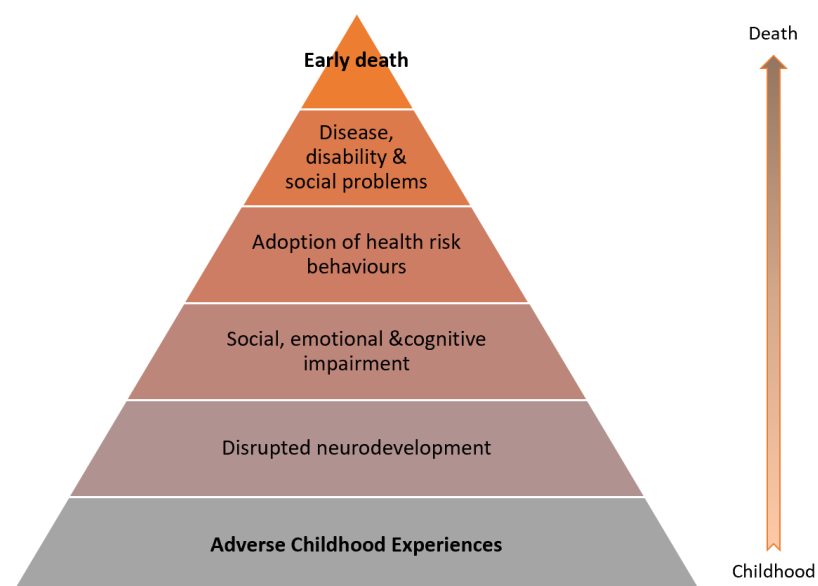 Death
Early death
Disease,
disability &
social problems
Adoption of health risk
behaviours
Social, emotional &cognitive
impairment
Disrupted neurodevelopment
Adverse Childhood Experiences
Childhood